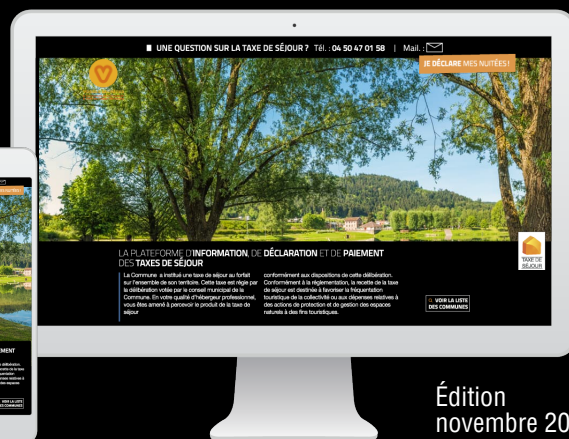 UNE QUESTION SUR LA TAXE DE SÉJOUR ? Tél. : 04 50 47 01 58 | Mail. :
JE DÉCLARE MES NUITÉES !
LA PLATEFORME D'INFORMATION, DE DÉCLARATION ET DE PAIEMENT
DES TAXES DE SÉJOUR
La Commune a institué une taxe de séjour au forfait
sur l'ensemble de son territoire. Cette taxe est régie par
la délibération votée par le conseil municipal de la
Commune. En votre qualité d'hébergeur professionnel,
vous êtes amené à percevoir le produit de la taxe de
séjour
conformément aux dispositions de cette délibération.
Conformément à la réglementation, la recette de la taxe
de séjour est destinée à favoriser la fréquentation
touristique de la collectivité ou aux dépenses relatives à
des actions de protection et de gestion des espaces
naturels à des fins touristiques.
VOIR LA LISTE
DES COMMUNES
TAXE DE
SÉJOUR
VOIR LA LISTE
DES COMMUNES
Édition
novembre 20